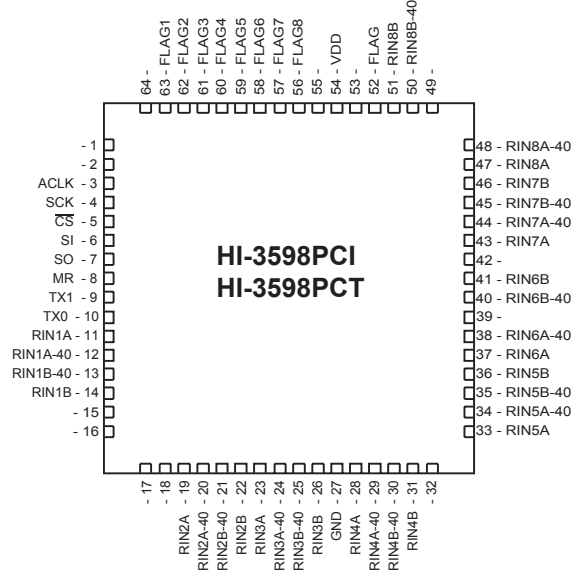 64 -
63 - FLAG1
62 - FLAG2
61 - FLAG3
60 - FLAG4
59 - FLAG5
58 - FLAG6
57 - FLAG7
56 - FLAG8
55 -
54 - VDD
53 -
52 - FLAG
51 - RIN8B
50 - RIN8B-40
49 -
- 1
- 2
ACLK - 3
SCK - 4
CS - 5
SI - 6
SO - 7
MR - 8
TX1 - 9
TX0 - 10
RIN1A - 11
RIN1A-40 - 12
RIN1B-40 - 13
RIN1B - 14
- 15
- 16
HI-3598PCI
HI-3598PCT
48 - RIN8A-40
47 - RIN8A
46 - RIN7B
45 - RIN7B-40
44 - RIN7A-40
43 - RIN7A
42 -
41 - RIN6B
40 - RIN6B-40
39 -
38 - RIN6A-40
37 - RIN6A
36 - RIN5B
35 - RIN5B-40
34 - RIN5A-40
33 - RIN5A
- 17
- 18
RIN2A - 19
RIN2A-40 - 20
RIN2B-40 - 21
RIN2B - 22
RIN3A - 23
RIN3A-40 - 24
RIN3B-40 - 25
RIN3B - 26
GND - 27
RIN4A - 28
RIN4A-40 - 29
RIN4B-40 - 30
RIN4B - 31
- 32